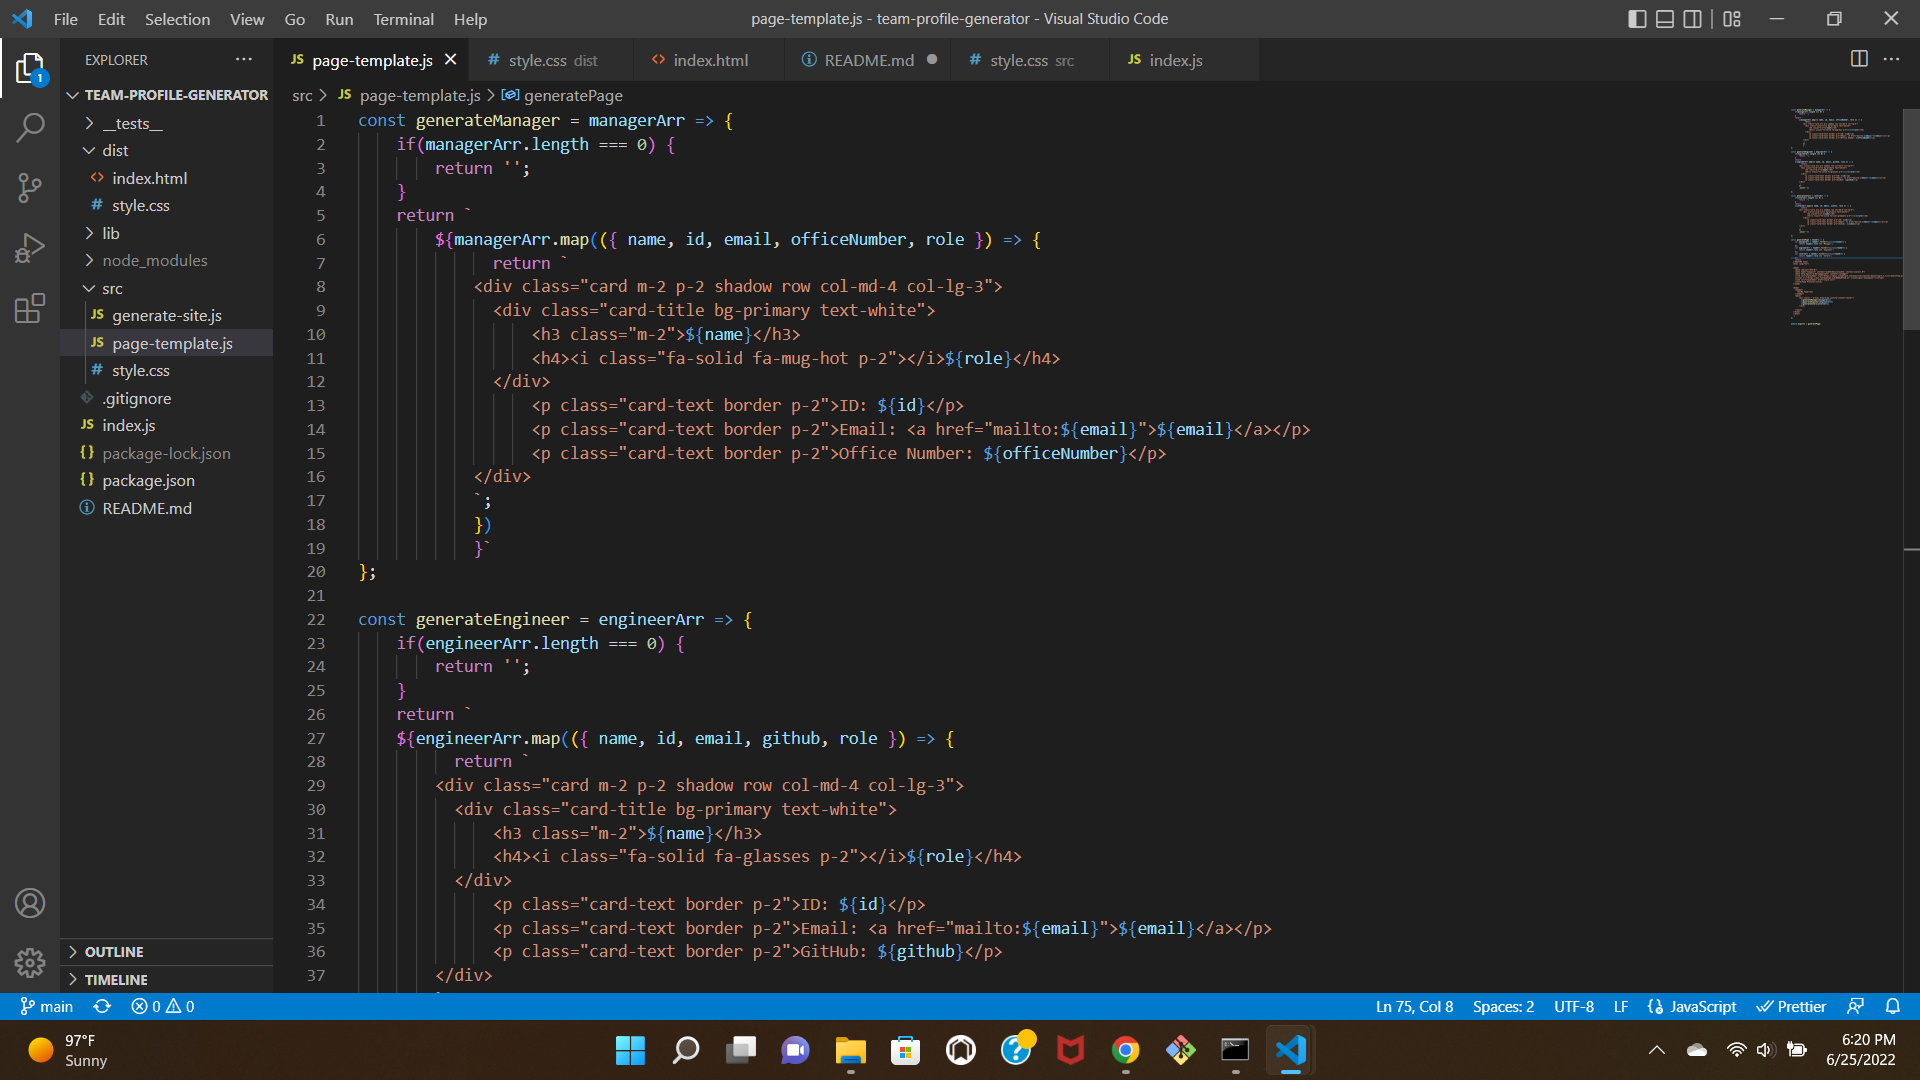 File Edit Selection View Go Run Terminal Help
page-template.js - team-profile-generator - Visual Studio Code
EXPLORER
JS page-template.js
# style.css dist
<> index.html
README.md
# style.css src
JS index.js
TEAM-PROFILE-GENERATOR
__tests__
dist
<> index.html
# style.css
lib
node_modules
src
JS generate-site.js
JS page-template.js
# style.css
.gitignore
JS index.js
{} package-lock.json
{} package.json
README.md
OUTLINE
TIMELINE
1
src > JS page-template.js > generatePage
1 const generateManager = managerArr => {
2 if(managerArr.length === 0) {
3 return '';
4 }
5 return `
6 ${managerArr.map(({ name, id, email, officeNumber, role }) => {
7 return `
8 <div class="card m-2 p-2 shadow row col-md-4 col-lg-3">
9 <div class="card-title bg-primary text-white">
10 <h3 class="m-2">${name}</h3>
11 <h4><i class="fa-solid fa-mug-hot p-2"></i>${role}</h4>
12 </div>
13 <p class="card-text border p-2">ID: ${id}</p>
14 <p class="card-text border p-2">Email: <a href="mailto:${email}">${email}</a></p>
15 <p class="card-text border p-2">Office Number: ${officeNumber}</p>
16 </div>
17 `;
18 })
19 }`
20 };
21
22 const generateEngineer = engineerArr => {
23 if(engineerArr.length === 0) {
24 return '';
25 }
26 return `
27 ${engineerArr.map(({ name, id, email, github, role }) => {
28 return `
29 <div class="card m-2 p-2 shadow row col-md-4 col-lg-3">
30 <div class="card-title bg-primary text-white">
31 <h3 class="m-2">${name}</h3>
32 <h4><i class="fa-solid fa-glasses p-2"></i>${role}</h4>
33 </div>
34 <p class="card-text border p-2">ID: ${id}</p>
35 <p class="card-text border p-2">Email: <a href="mailto:${email}">${email}</a></p>
36 <p class="card-text border p-2">GitHub: ${github}</p>
37 </div>
main 0 0
Ln 75, Col 8 Spaces: 2 UTF-8 LF {} JavaScript Prettier
97°F
Sunny
6:20 PM
6/25/2022